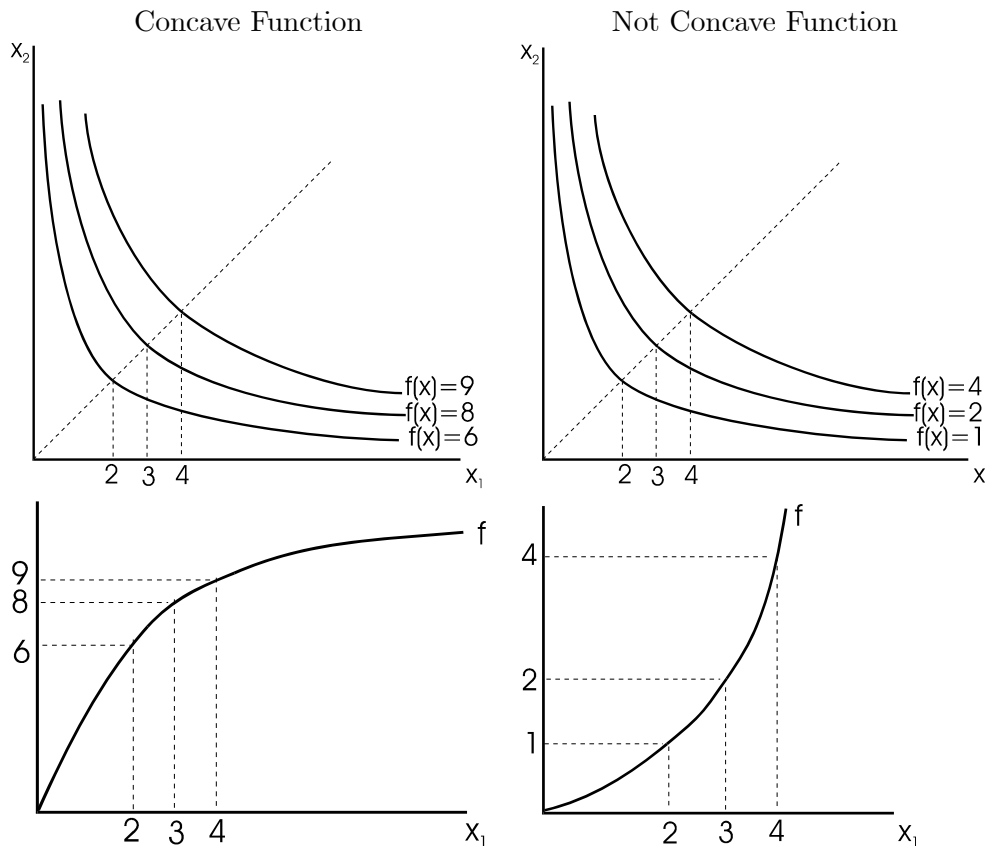 Concave Function
X₂
f(x)=9
f(x)=8
f(x)=6
2 3 4
X₁
Not Concave Function
X₂
f(x)=4
f(x)=2
f(x)=1
2 3 4
X
f
9
8
6
2 3 4
X₁
f
4
2
1
2 3 4
X₁